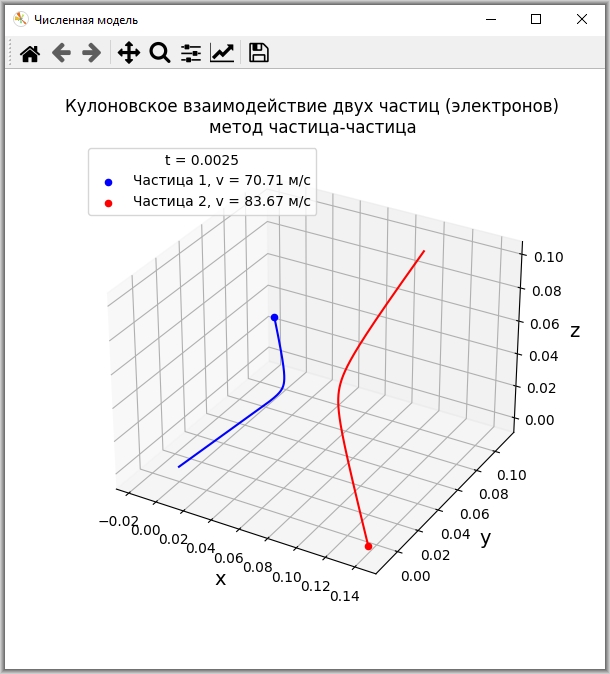 Численная модель
Кулоновское взаимодействие двух частиц (электронов)
метод частица-частица
t = 0.0025
Частица 1, v = 70.71 м/с
Частица 2, v = 83.67 м/с
0.10
0.08
0.06
0.04
0.02
0.00
z
0.10
0.08
0.06
0.04
0.02
0.00
y
−0.02
0.00
0.02
0.04
0.06
0.08
0.10
0.12
0.14
x